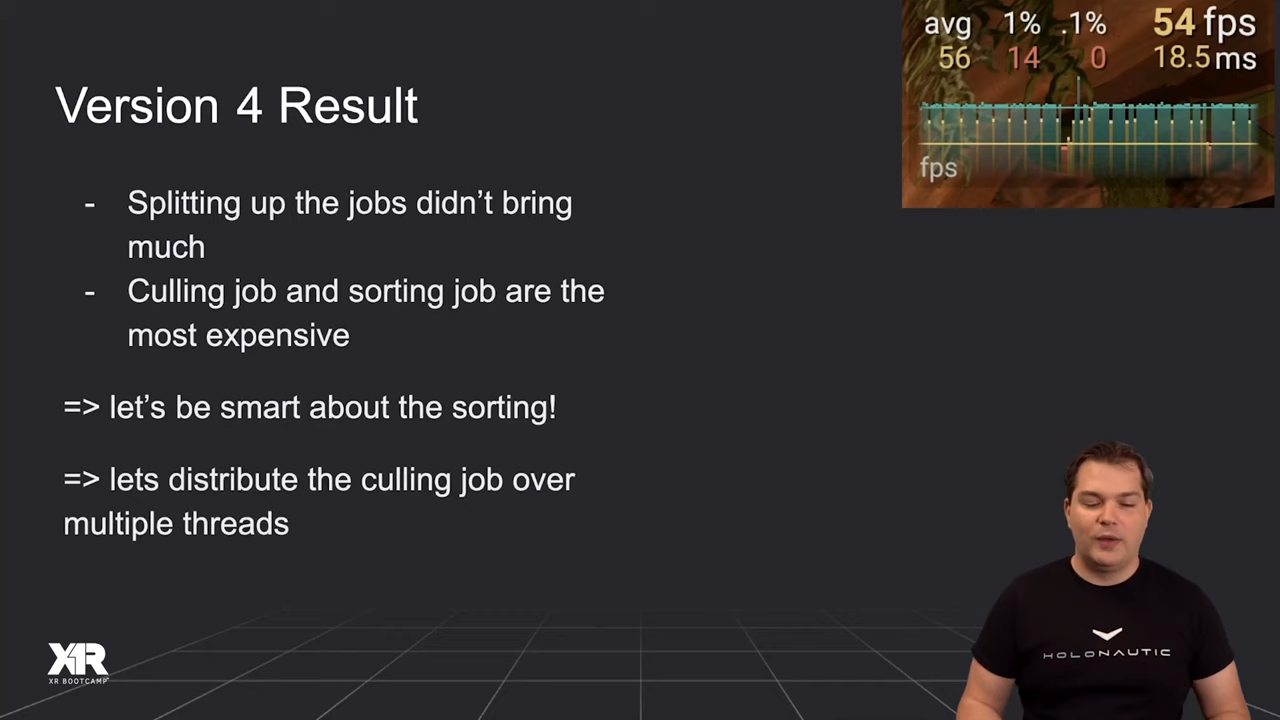 avg 1% .1% 54 fps
56 14 0 18.5 ms
fps
Version 4 Result
- Splitting up the jobs didn’t bring
much
- Culling job and sorting job are the
most expensive
=> let’s be smart about the sorting!
=> lets distribute the culling job over
multiple threads
XR
XR BOOTCAMP
HOLONAUTIC